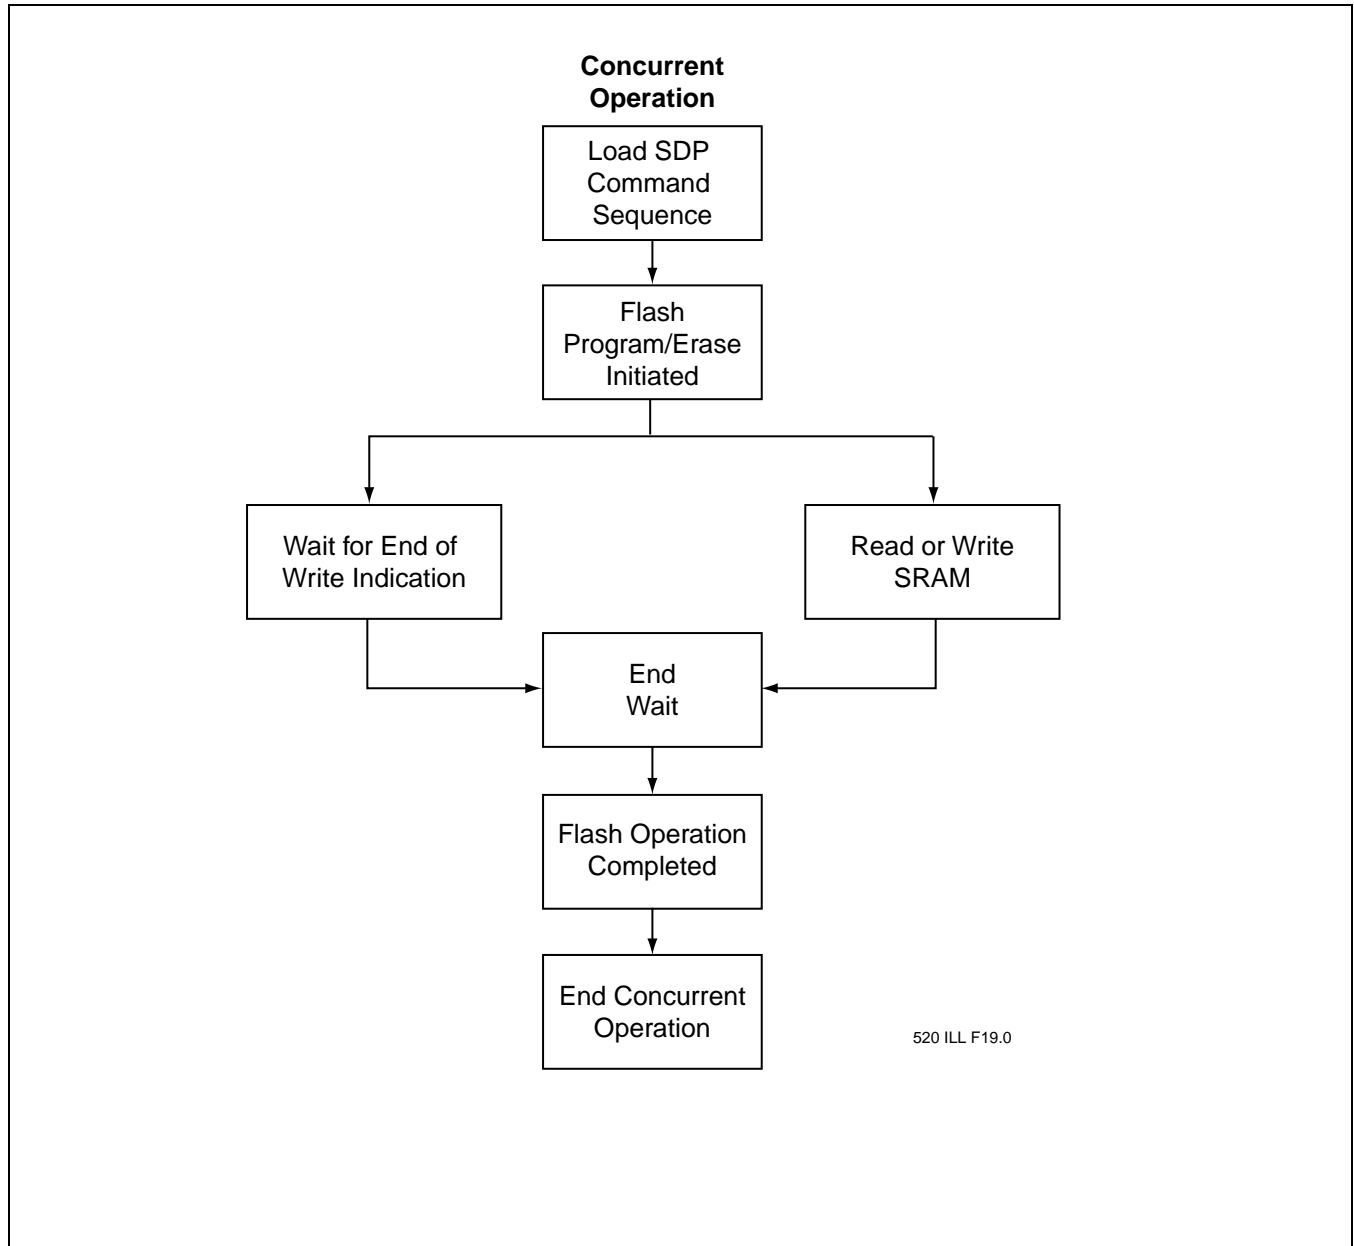 Concurrent
Operation
Load SDP
Command
Sequence
Flash
Program/Erase
Initiated
Wait for End of
Write Indication
Read or Write
SRAM
End
Wait
Flash Operation
Completed
End Concurrent
Operation
520 ILL F19.0